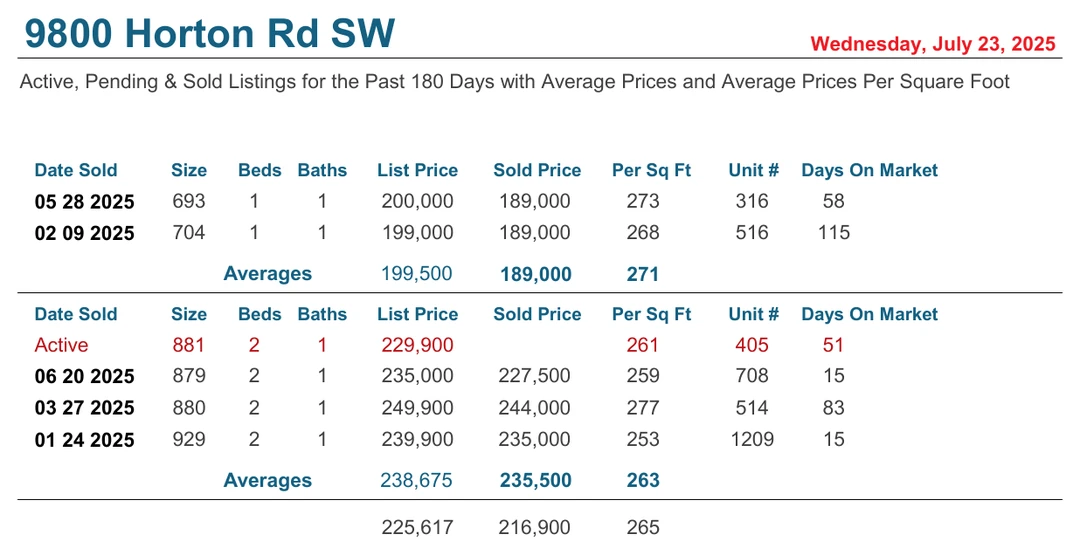 9800 Horton Rd SW
Wednesday, July 23, 2025
Active, Pending & Sold Listings for the Past 180 Days with Average Prices and Average Prices Per Square Foot
Date Sold Size Beds Baths List Price Sold Price Per Sq Ft Unit # Days On Market
05 28 2025 693 1 1 200,000 189,000 273 316 58
02 09 2025 704 1 1 199,000 189,000 268 516 115
Averages 199,500 189,000 271
Date Sold Size Beds Baths List Price Sold Price Per Sq Ft Unit # Days On Market
Active 881 2 1 229,900 261 405 51
06 20 2025 879 2 1 235,000 227,500 259 708 15
03 27 2025 880 2 1 249,900 244,000 277 514 83
01 24 2025 929 2 1 239,900 235,000 253 1209 15
Averages 238,675 235,500 263
225,617 216,900 265